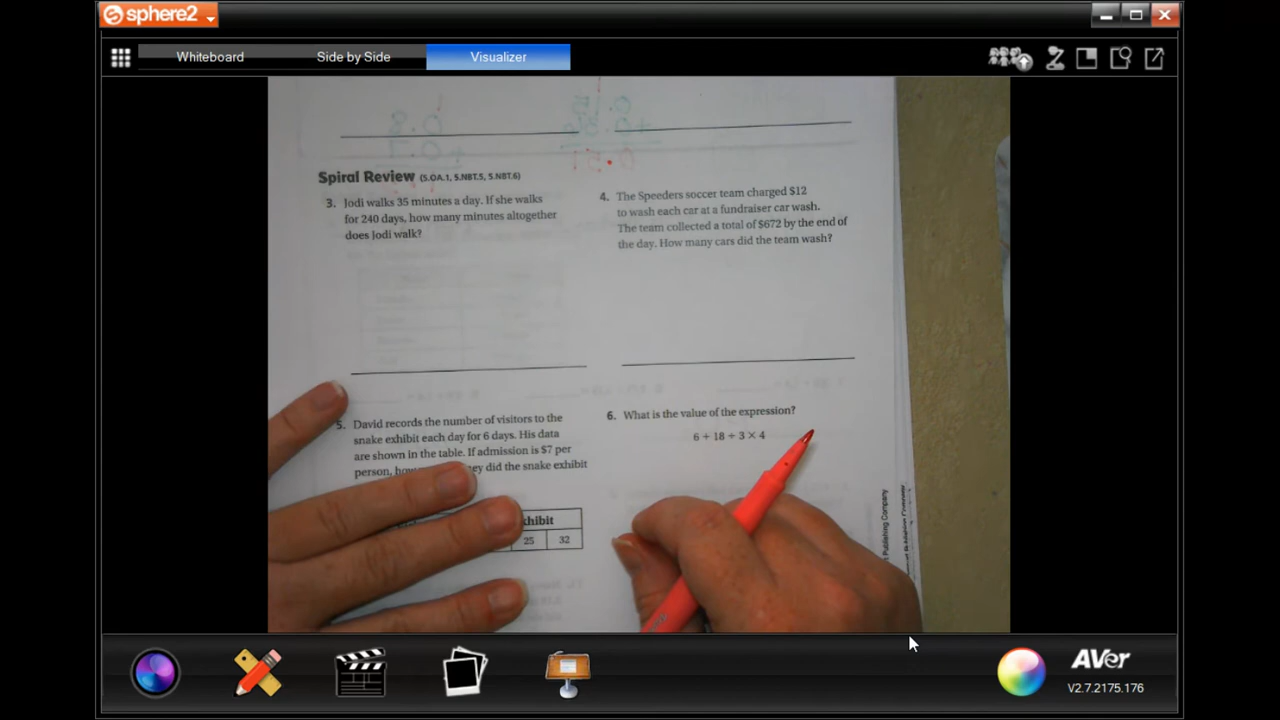 sphere2
Whiteboard
Side by Side
Visualizer
Spiral Review (5.OA.1, 5.NBT.5, 5.NBT.6)
3. Jodi walks 35 minutes a day. If she walks
for 240 days, how many minutes altogether
does Jodi walk?
4. The Speeders soccer team charged $12
to wash each car at a fundraiser car wash.
The team collected a total of $672 by the end of
the day. How many cars did the team wash?
5. David records the number of visitors to the
snake exhibit each day for 6 days. His data
are shown in the table. If admission is $7 per
person, did the snake exhibit
25 32
6. What is the value of the expression?
6 + 18 ÷ 3 × 4
Publishing Company
AVer
V2.7.2175.176